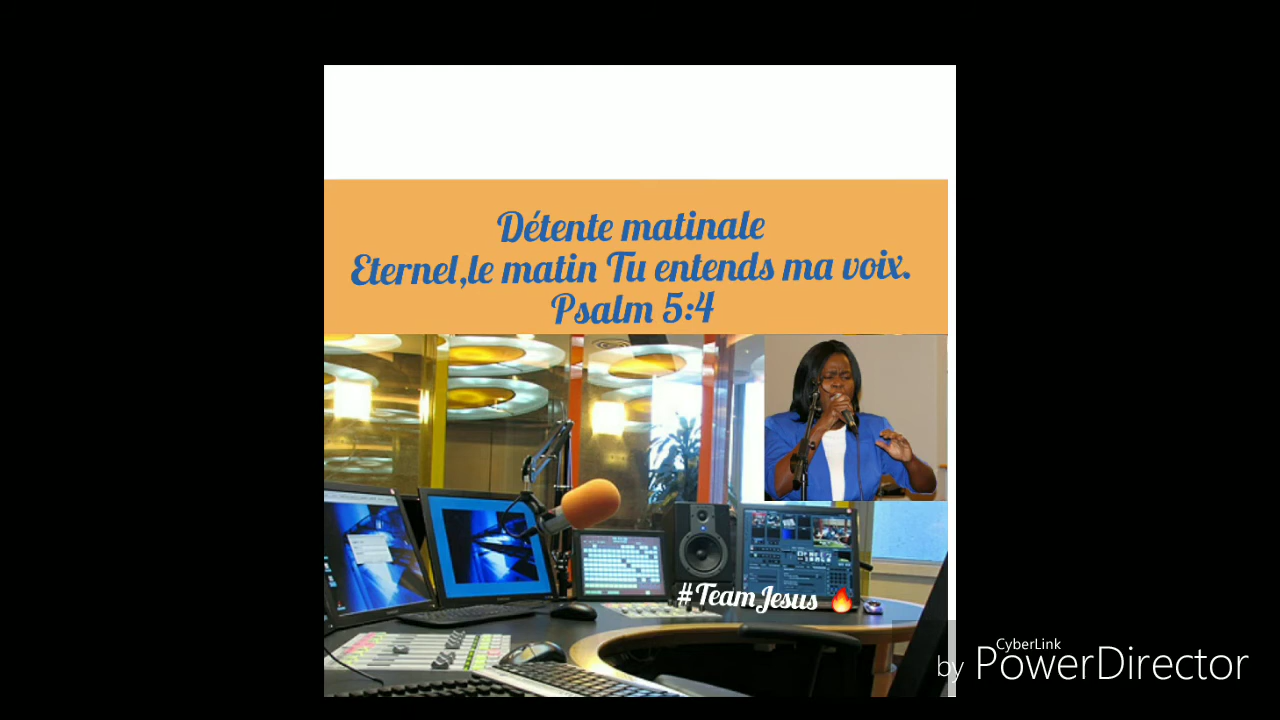 Détente matinale
Eternel,le matin Tu entends ma voix.
Psalm 5:4
#TeamJesus 🔥
CyberLink
by PowerDirector